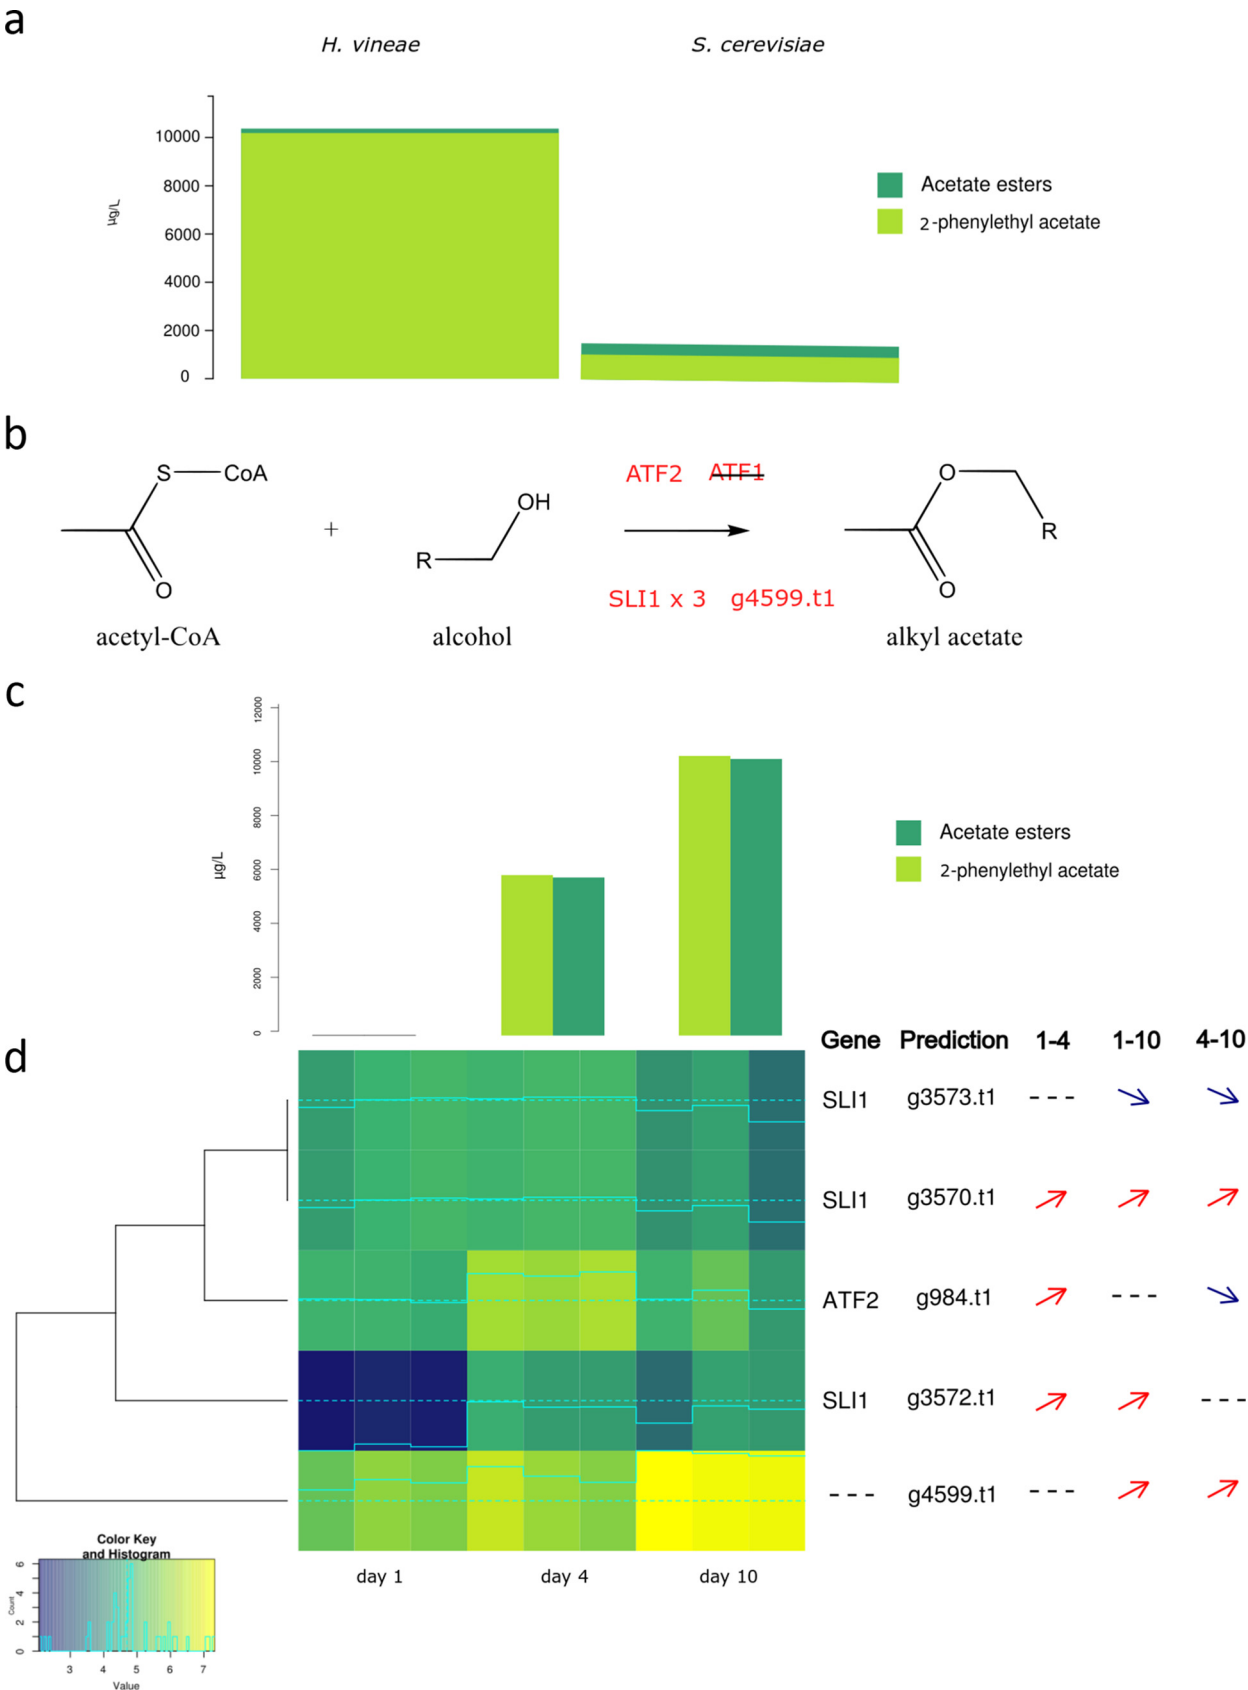 a
H. vineae S. cerevisiae
10000
8000
6000
4000
2000
0
µg/L
Acetate esters
2-phenylethyl acetate
b
S CoA
O
acetyl-CoA
+
R OH
alcohol
ATF2 ATF1
SLI1 x 3 g4599.t1
O
R
O
alkyl acetate
c
12000
10000
8000
6000
4000
2000
0
µg/L
Acetate esters
2-phenylethyl acetate
d
Gene Prediction 1-4 1-10 4-10
SLI1 g3573.t1 ---
SLI1 g3570.t1
ATF2 g984.t1 ---
SLI1 g3572.t1 ---
--- g4599.t1 ---
day 1 day 4 day 10
Color Key
and Histogram
Count
0 2 4 6
3 4 5 6 7
Value